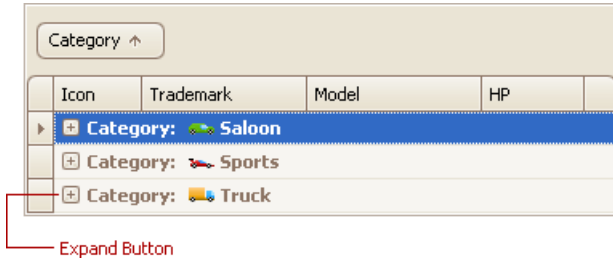 Category
Icon Trademark Model HP
Category: Saloon
Category: Sports
Category: Truck
Expand Button